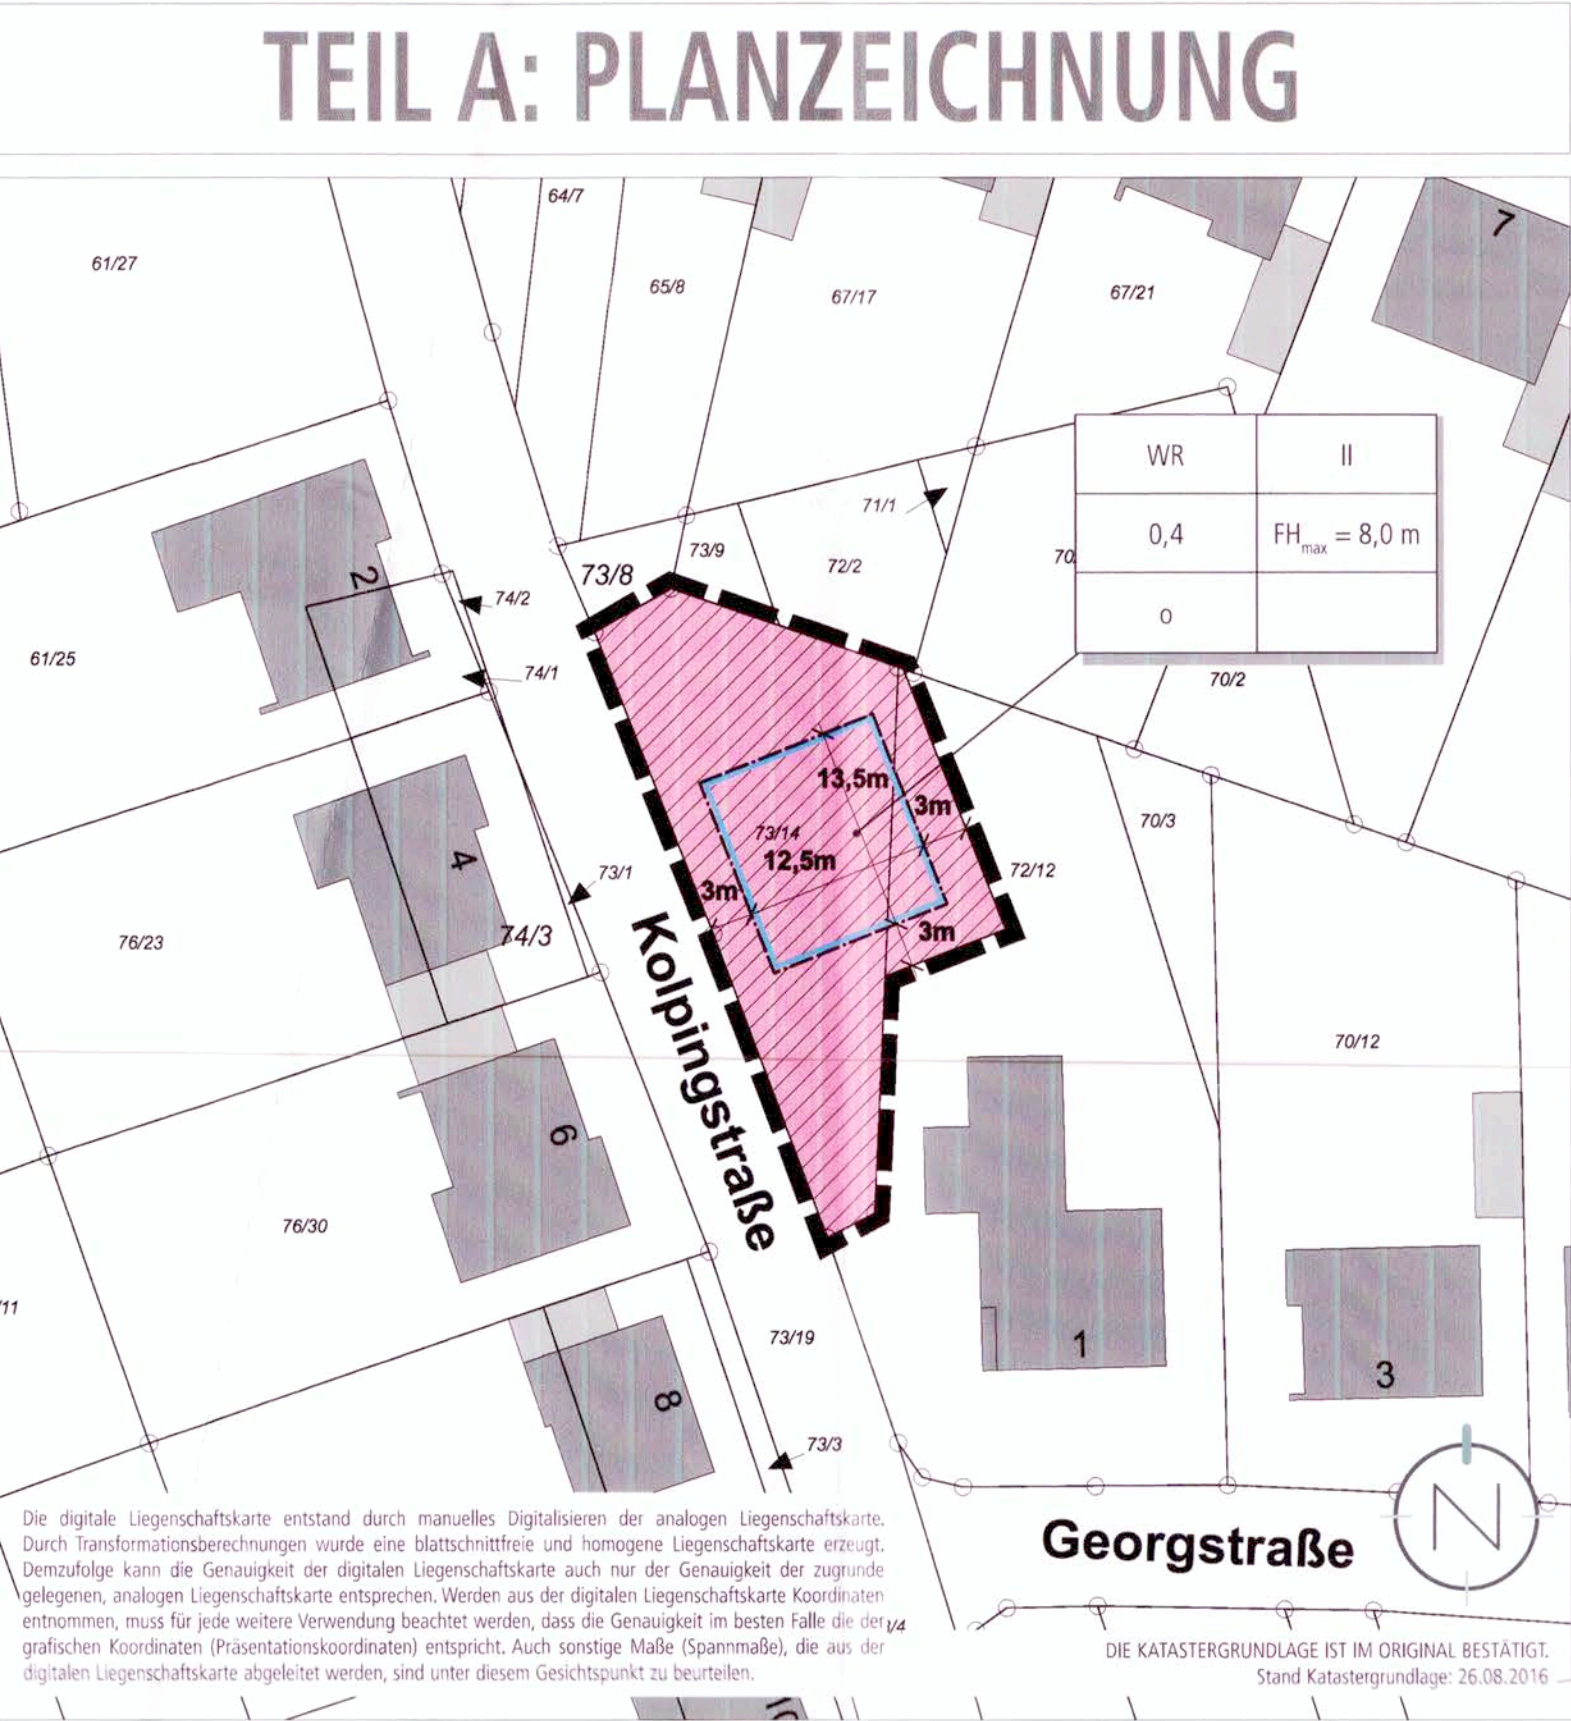 TEIL A: PLANZEICHNUNG
64/7
61/27
65/8
67/17
67/21
7
WR
II
71/1
0,4
FHmax = 8,0 m
73/9
72/2
70
73/8
2
74/2
o
61/25
74/1
70/2
13,5m
3m
70/3
73/14
12,5m
4
73/1
3m
72/12
76/23
74/3
3m
Kolpingstraße
70/12
6
76/30
/11
73/19
1
3
8
73/3
N
Die digitale Liegenschaftskarte entstand durch manuelles Digitalisieren der analogen Liegenschaftskarte.
Durch Transformationsberechnungen wurde eine blattschnittfreie und homogene Liegenschaftskarte erzeugt.
Demzufolge kann die Genauigkeit der digitalen Liegenschaftskarte auch nur der Genauigkeit der zugrunde
gelegenen, analogen Liegenschaftskarte entsprechen. Werden aus der digitalen Liegenschaftskarte Koordinaten
entnommen, muss für jede weitere Verwendung beachtet werden, dass die Genauigkeit im besten Falle die der
grafischen Koordinaten (Präsentationskoordinaten) entspricht. Auch sonstige Maße (Spannmaße), die aus der
digitalen Liegenschaftskarte abgeleitet werden, sind unter diesem Gesichtspunkt zu beurteilen.
Georgstraße
DIE KATASTERGRUNDLAGE IST IM ORIGINAL BESTÄTIGT.
Stand Katastergrundlage: 26.08.2016